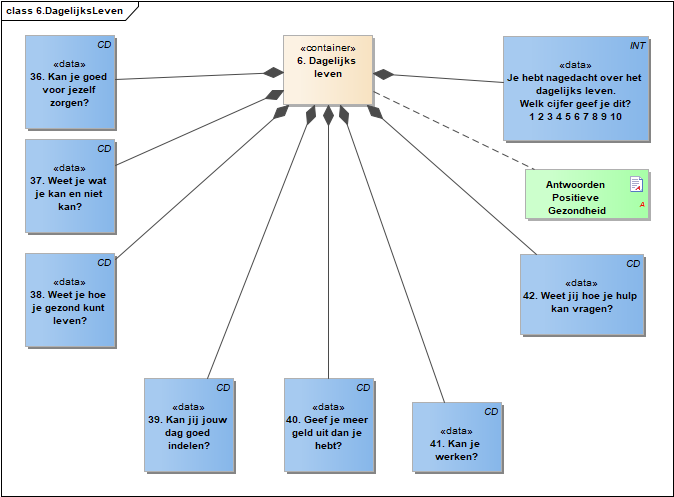 class 6.DagelijksLeven
CD
«data»
36. Kan je goed
voor jezelf
zorgen?
«container»
6. Dagelijks
leven
INT
«data»
Je hebt nagedacht over het
dagelijks leven.
Welk cijfer geef je dit?
1 2 3 4 5 6 7 8 9 10
CD
«data»
37. Weet je wat
je kan en niet
kan?
Antwoorden
Positieve
Gezondheid
A
CD
«data»
38. Weet je hoe
je gezond kunt
leven?
CD
«data»
42. Weet jij hoe je hulp
kan vragen?
CD
«data»
39. Kan jij jouw
dag goed
indelen?
CD
«data»
40. Geef je meer
geld uit dan je
hebt?
CD
«data»
41. Kan je
werken?